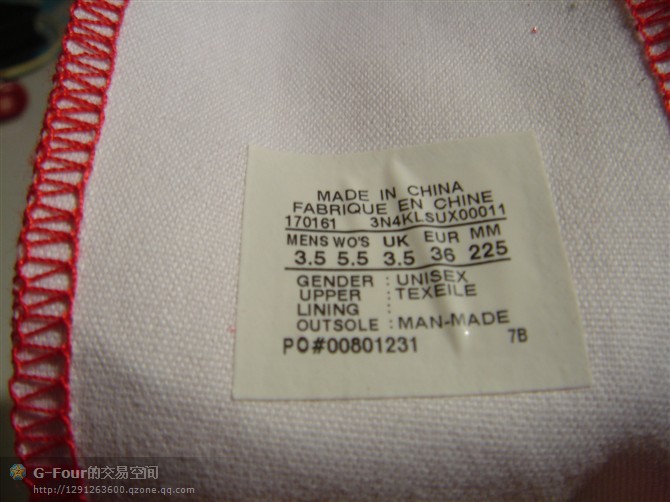 MADE IN CHINA
FABRIQUE EN CHINE
170161 3N4KLSUX00011
MENS WO'S UK EUR MM
3.5 5.5 3.5 36 225
GENDER : UNISEX
UPPER : TEXEILE
LINING :
OUTSOLE : MAN-MADE
PO#00801231 7B
G-Four的交易空间
http://1291263600.qzone.qq.com